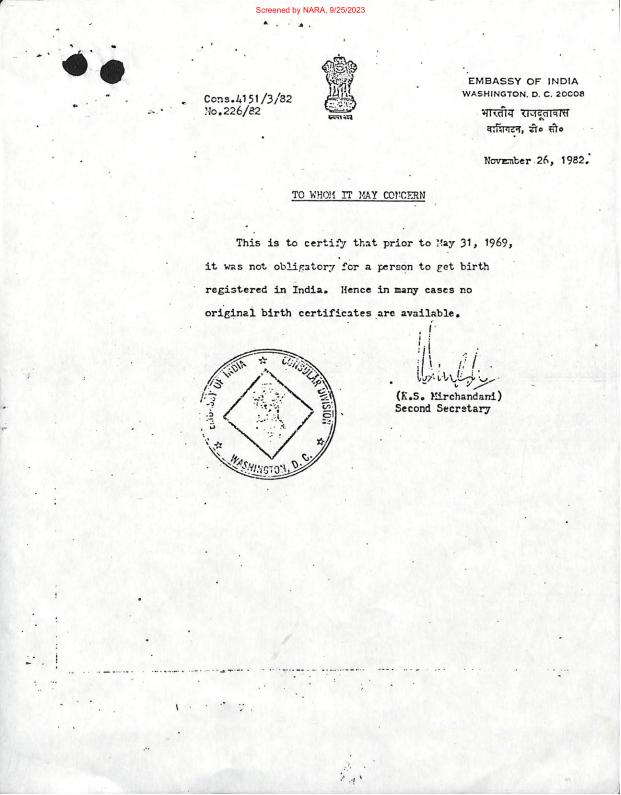 Screened by NARA, 9/25/2023
Cons.4151/3/82
No.226/82
EMBASSY OF INDIA
WASHINGTON, D. C. 20008
भारतीय राजदूतावास
वाशिंगटन, डी० सी०
November 26, 1982.
TO WHOM IT MAY CONCERN
This is to certify that prior to May 31, 1969,
it was not obligatory for a person to get birth
registered in India. Hence in many cases no
original birth certificates are available.
(K.S. Mirchandani)
Second Secretary
EMBASSY OF INDIA ★ CONSULAR DIVISION ★
WASHINGTON, D. C. ★